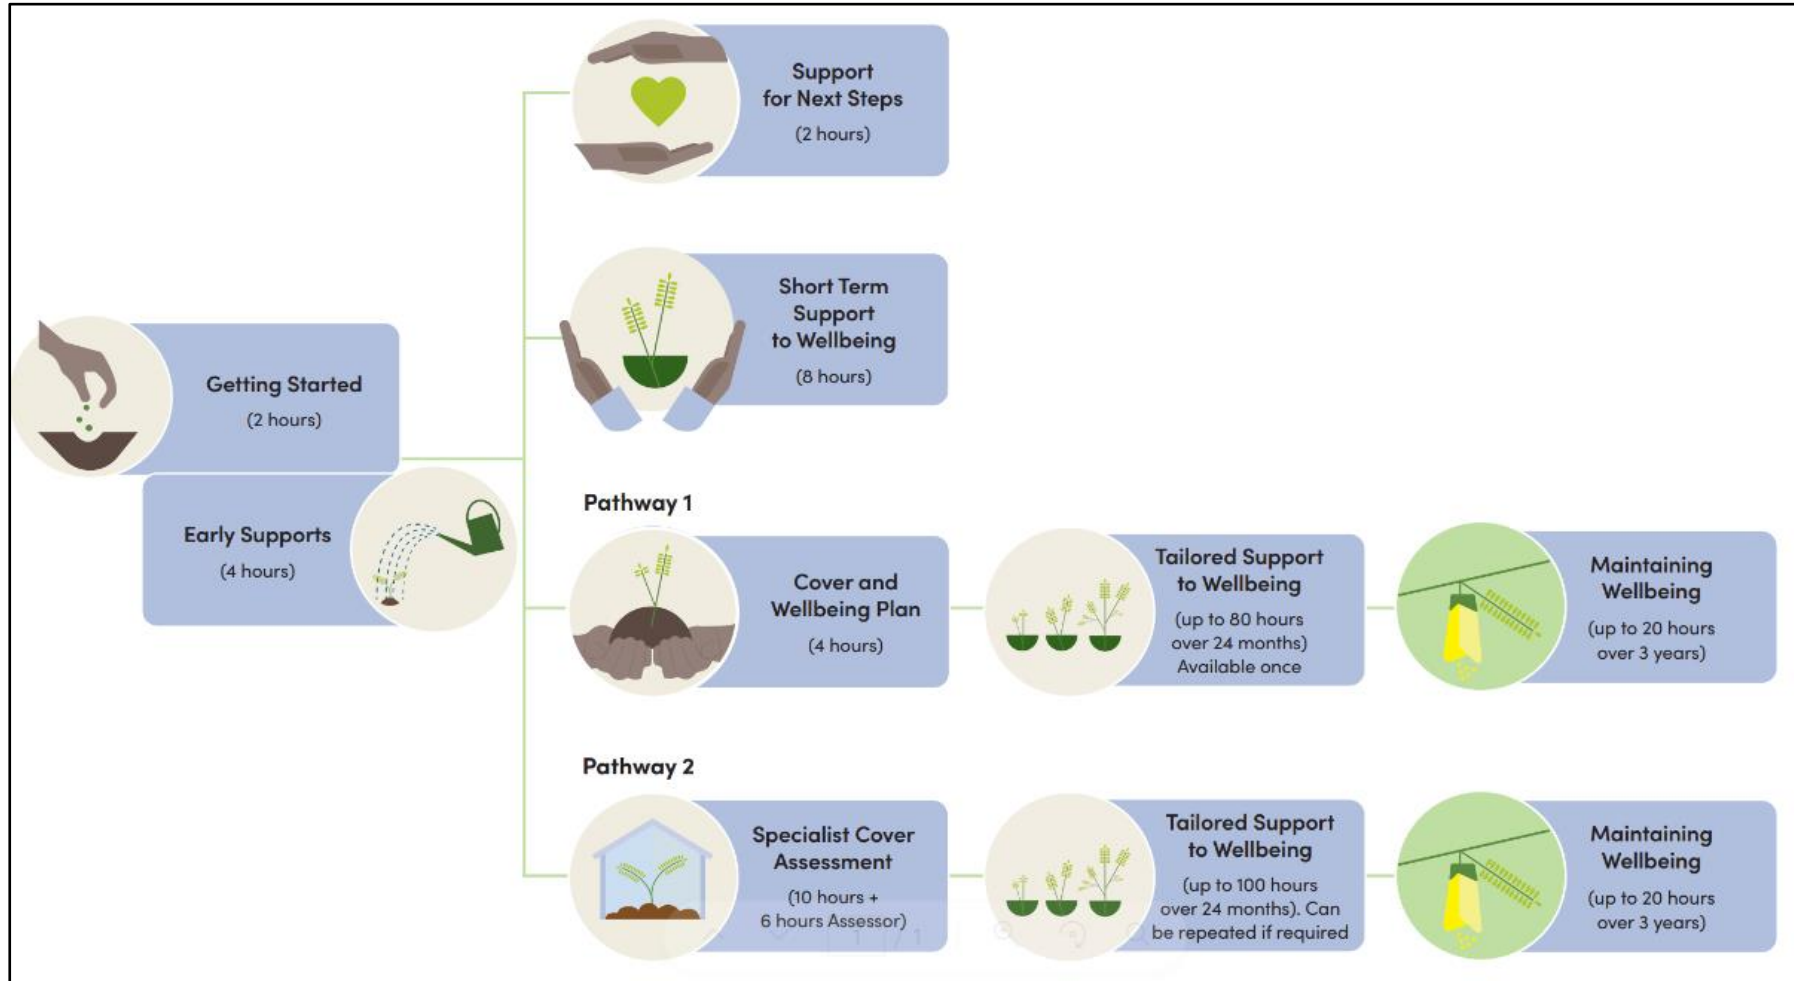 Support
for Next Steps
(2 hours)
Short Term
Support
to Wellbeing
(8 hours)
Getting Started
(2 hours)
Early Supports
(4 hours)
Pathway 1
Cover and
Wellbeing Plan
(4 hours)
Tailored Support
to Wellbeing
(up to 80 hours
over 24 months)
Available once
Maintaining
Wellbeing
(up to 20 hours
over 3 years)
Pathway 2
Specialist Cover
Assessment
(10 hours +
6 hours Assessor)
Tailored Support
to Wellbeing
(up to 100 hours
over 24 months). Can
be repeated if required
Maintaining
Wellbeing
(up to 20 hours
over 3 years)
1 / 1